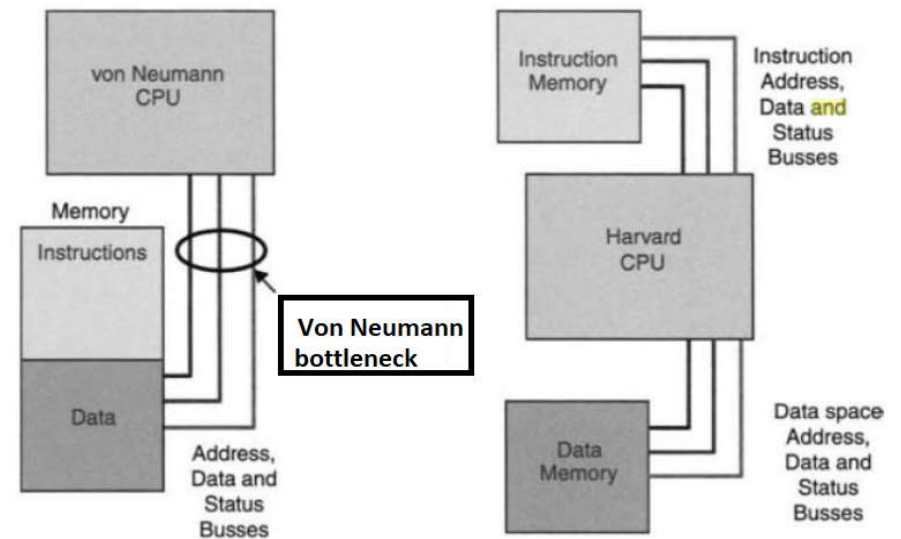 von Neumann
CPU
Memory
Instructions
Data
Von Neumann
bottleneck
Address,
Data and
Status
Busses
Instruction
Memory
Instruction
Address,
Data and
Status
Busses
Harvard
CPU
Data
Memory
Data space
Address,
Data and
Status
Busses